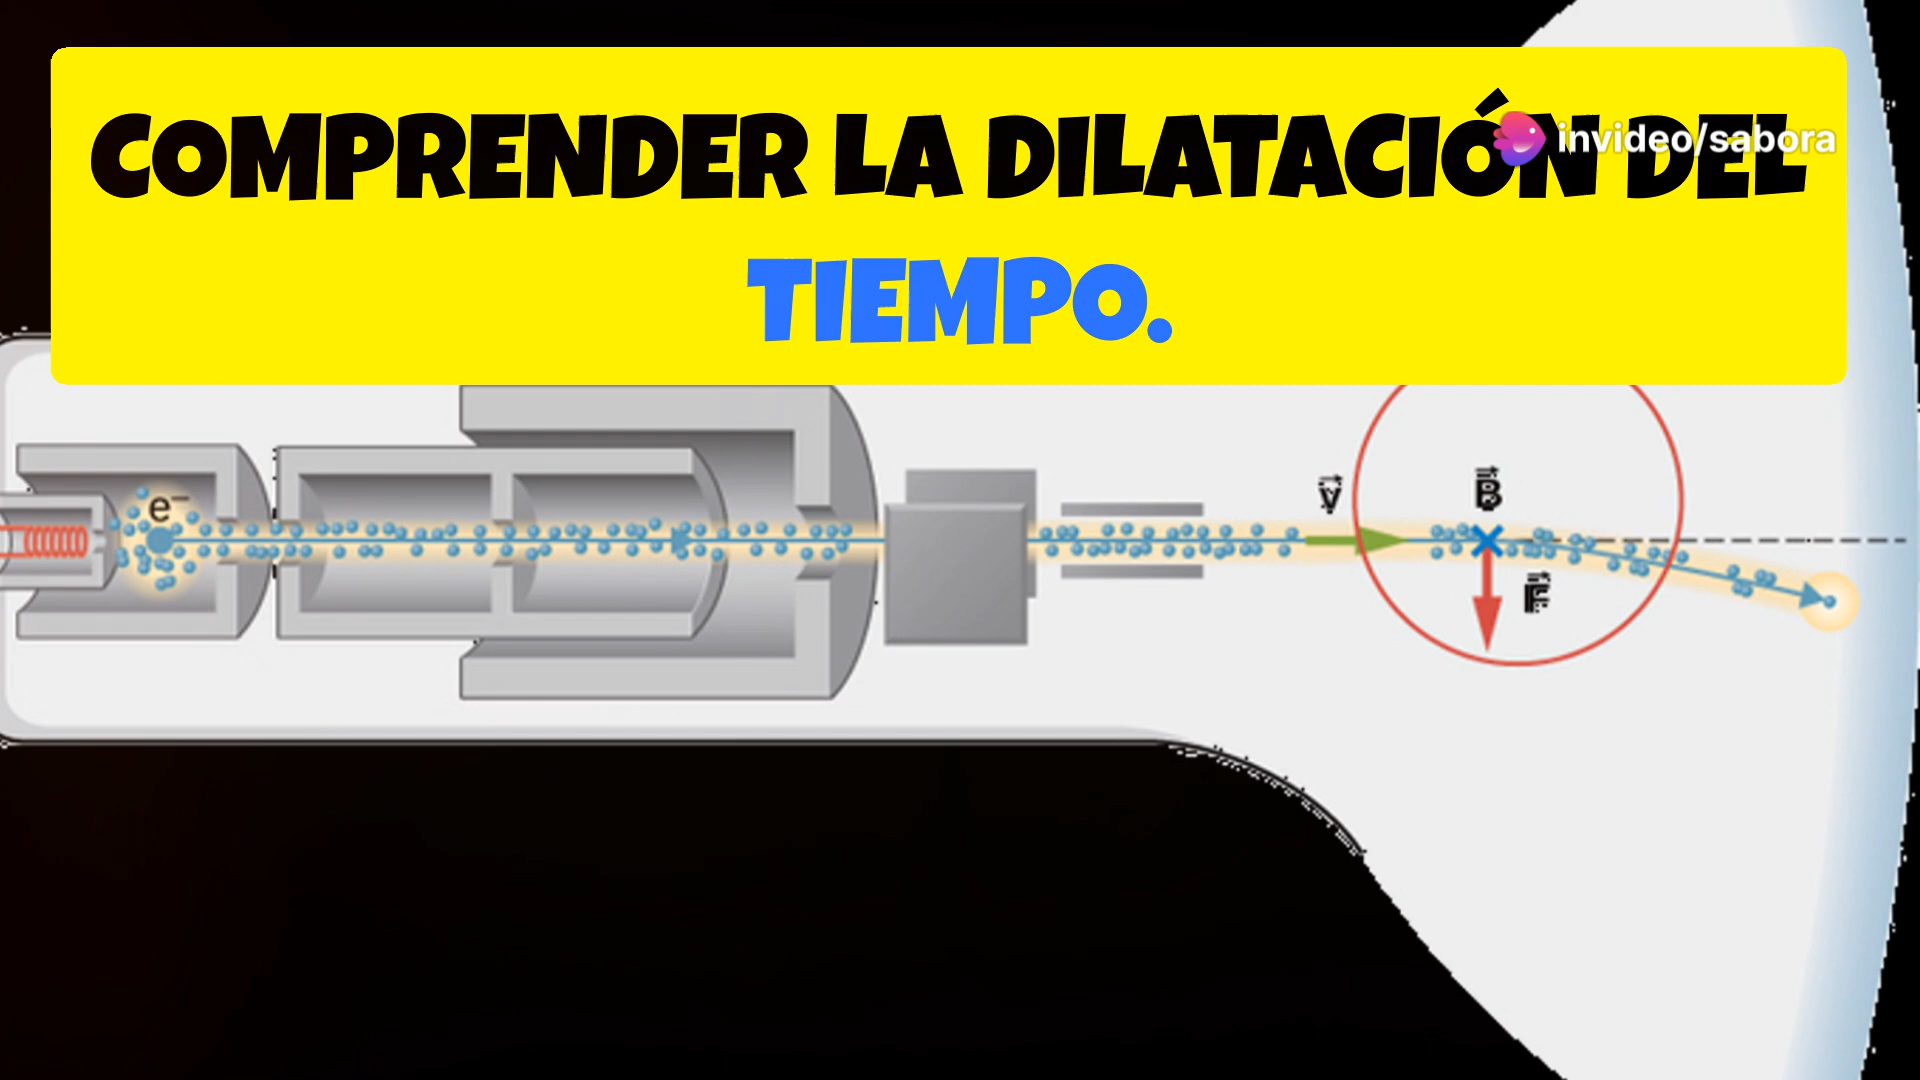 COMPRENDER LA DILATACIÓN DEL
invideo/sabora
TIEMPO.
e⁻
v⃗
B⃗
F⃗